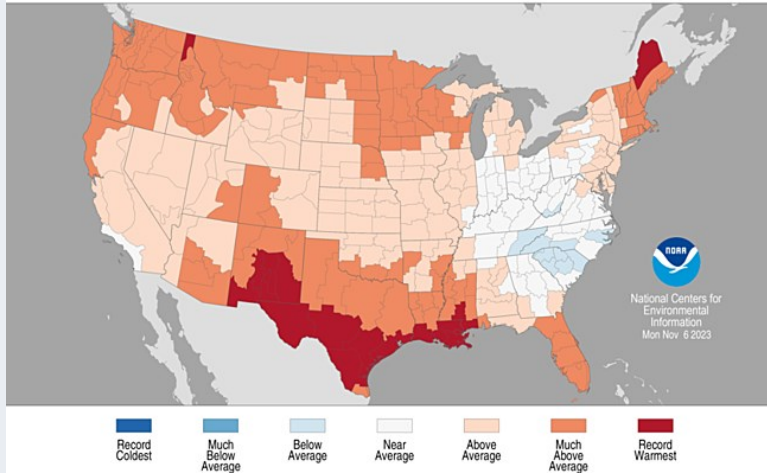 NOAA
National Centers for
Environmental
Information
Mon Nov 6 2023
Record
Coldest
Much
Below
Average
Below
Average
Near
Average
Above
Average
Much
Above
Average
Record
Warmest